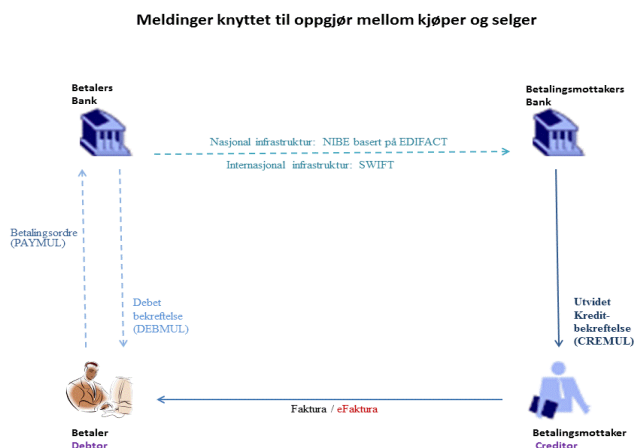 Meldinger knyttet til oppgjør mellom kjøper og selger
Betalers
Bank
Betalingsmottakers
Bank
Nasjonal infrastruktur: NIBE basert på EDIFACT
Internasjonal infrastruktur: SWIFT
Betalingsordre
(PAYMUL)
Debet
bekreftelse
(DEBMUL)
Utvidet
Kredit-
bekreftelse
(CREMUL)
Faktura / eFaktura
Betaler
Debtor
Betalingsmottaker
Creditor